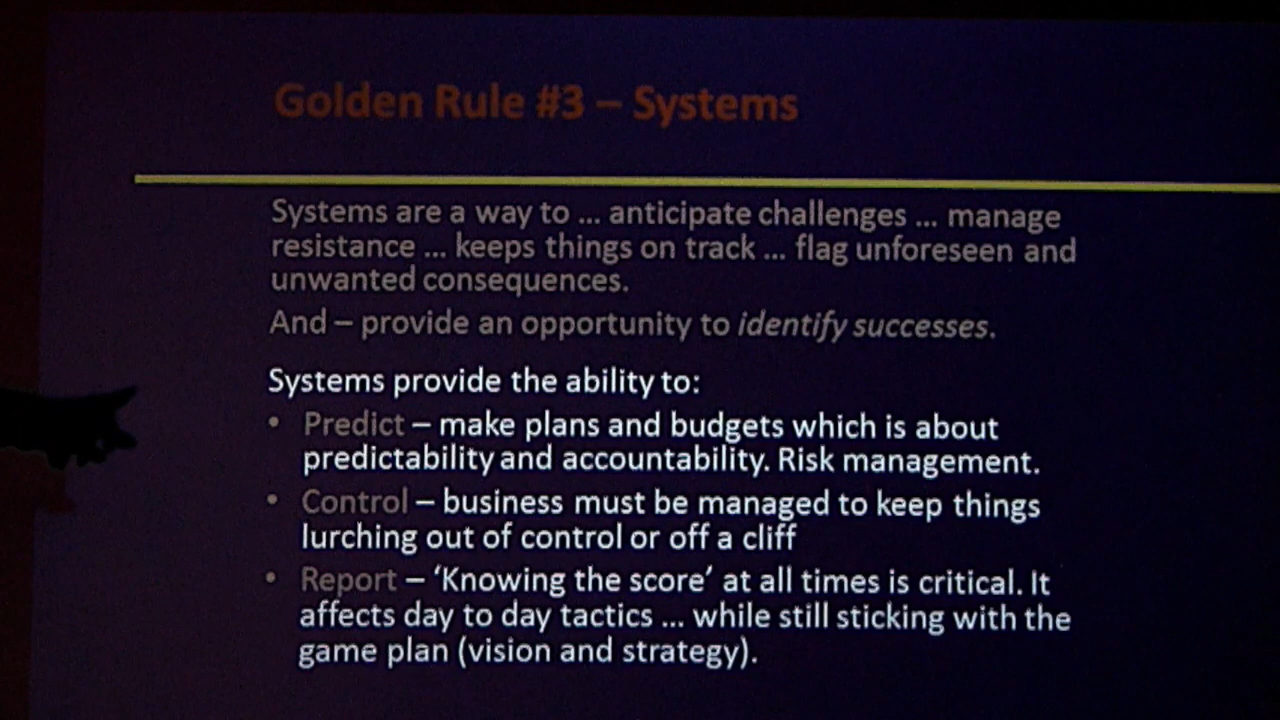 Golden Rule #3 – Systems
Systems are a way to ... anticipate challenges ... manage
resistance ... keeps things on track ... flag unforeseen and
unwanted consequences.
And – provide an opportunity to identify successes.
Systems provide the ability to:
• Predict – make plans and budgets which is about
predictability and accountability. Risk management.
• Control – business must be managed to keep things
lurching out of control or off a cliff
• Report – ‘Knowing the score’ at all times is critical. It
affects day to day tactics ... while still sticking with the
game plan (vision and strategy).